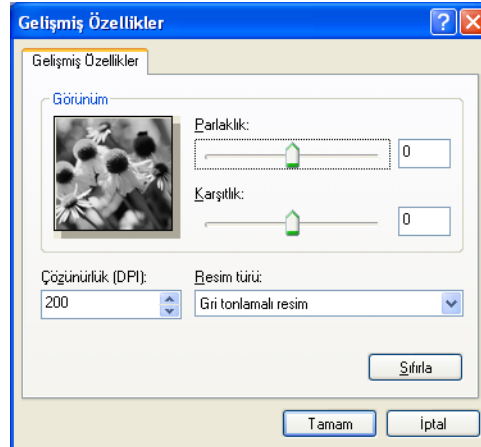 Gelişmiş Özellikler
Gelişmiş Özellikler
Görünüm
Parlaklık:
0
Karşıtlık:
0
Çözünürlük (DPI):
Resim türü:
200
Gri tonlamalı resim
Sıfırla
Tamam
İptal